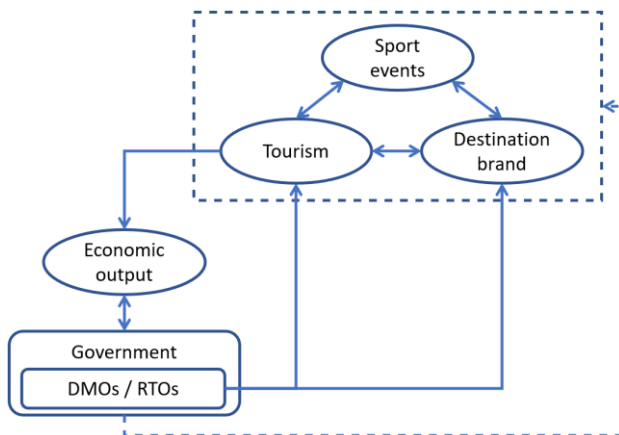 Sport
events
Tourism
Destination
brand
Economic
output
Government
DMOs / RTOs